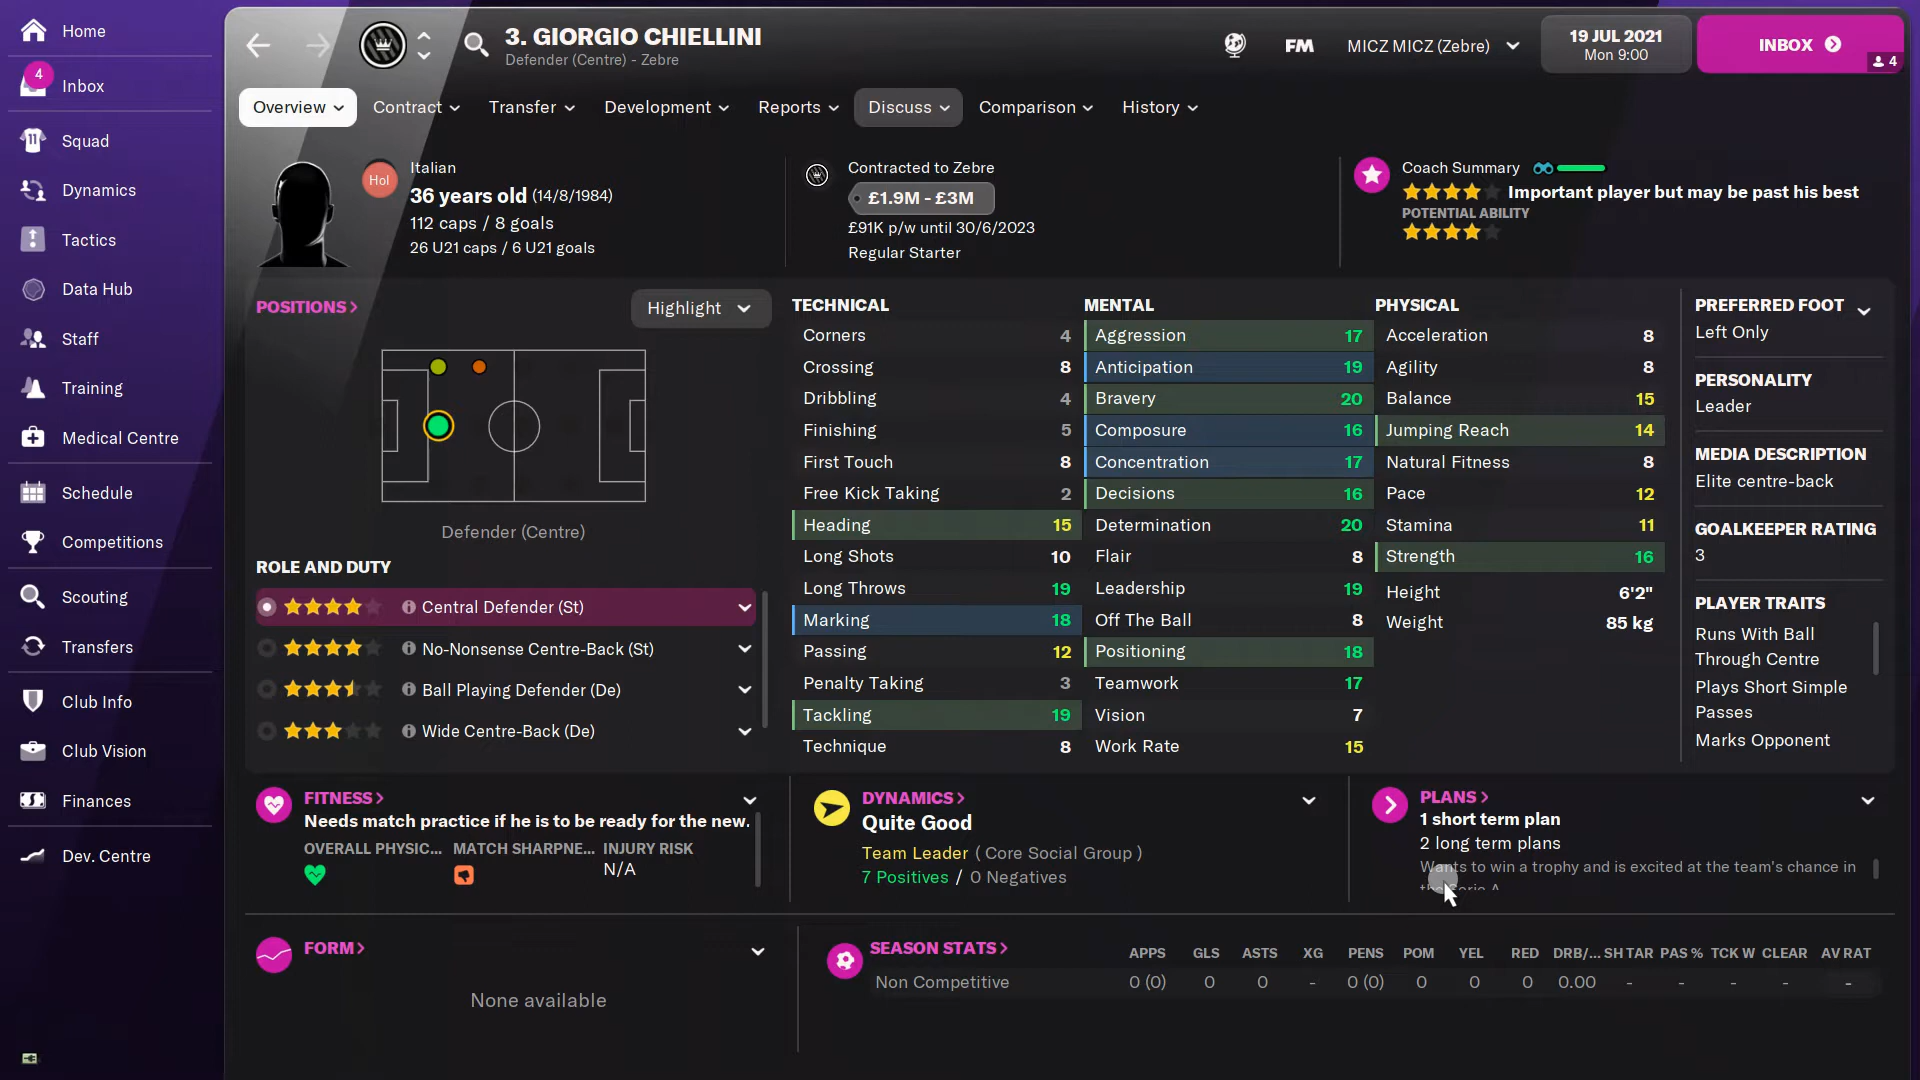 Home
4
Inbox
Squad
Dynamics
Tactics
Data Hub
Staff
Training
Medical Centre
Schedule
Competitions
Scouting
Transfers
Club Info
Club Vision
Finances
Dev. Centre
3. GIORGIO CHIELLINI
Defender (Centre) - Zebre
FM
MICZ MICZ (Zebre)
19 JUL 2021
Mon 9:00
INBOX
4
Overview Contract Transfer Development Reports Discuss Comparison History
Hol
Italian
36 years old (14/8/1984)
112 caps / 8 goals
26 U21 caps / 6 U21 goals
Contracted to Zebre
£1.9M - £3M
£91K p/w until 30/6/2023
Regular Starter
Coach Summary
Important player but may be past his best
POTENTIAL ABILITY
POSITIONS
Highlight
Defender (Centre)
ROLE AND DUTY
Central Defender (St)
No-Nonsense Centre-Back (St)
Ball Playing Defender (De)
Wide Centre-Back (De)
TECHNICAL
Corners 4
Crossing 8
Dribbling 4
Finishing 5
First Touch 8
Free Kick Taking 2
Heading 15
Long Shots 10
Long Throws 19
Marking 18
Passing 12
Penalty Taking 3
Tackling 19
Technique 8
MENTAL
Aggression 17
Anticipation 19
Bravery 20
Composure 16
Concentration 17
Decisions 16
Determination 20
Flair 8
Leadership 19
Off The Ball 8
Positioning 18
Teamwork 17
Vision 7
Work Rate 15
PHYSICAL
Acceleration 8
Agility 8
Balance 15
Jumping Reach 14
Natural Fitness 8
Pace 12
Stamina 11
Strength 16
Height 6'2"
Weight 85 kg
PREFERRED FOOT
Left Only
PERSONALITY
Leader
MEDIA DESCRIPTION
Elite centre-back
GOALKEEPER RATING
3
PLAYER TRAITS
Runs With Ball
Through Centre
Plays Short Simple
Passes
Marks Opponent
FITNESS
Needs match practice if he is to be ready for the new.
OVERALL PHYSIC... MATCH SHARPNE... INJURY RISK
N/A
DYNAMICS
Quite Good
Team Leader ( Core Social Group )
7 Positives / 0 Negatives
PLANS
1 short term plan
2 long term plans
Wants to win a trophy and is excited at the team's chance in
the Serie A
FORM
None available
SEASON STATS APPS GLS ASTS XG PENS POM YEL RED DRB/... SH TAR PAS % TCK W CLEAR AV RAT
Non Competitive 0 (0) 0 0 - 0 (0) 0 0 0 0.00 - - - - -